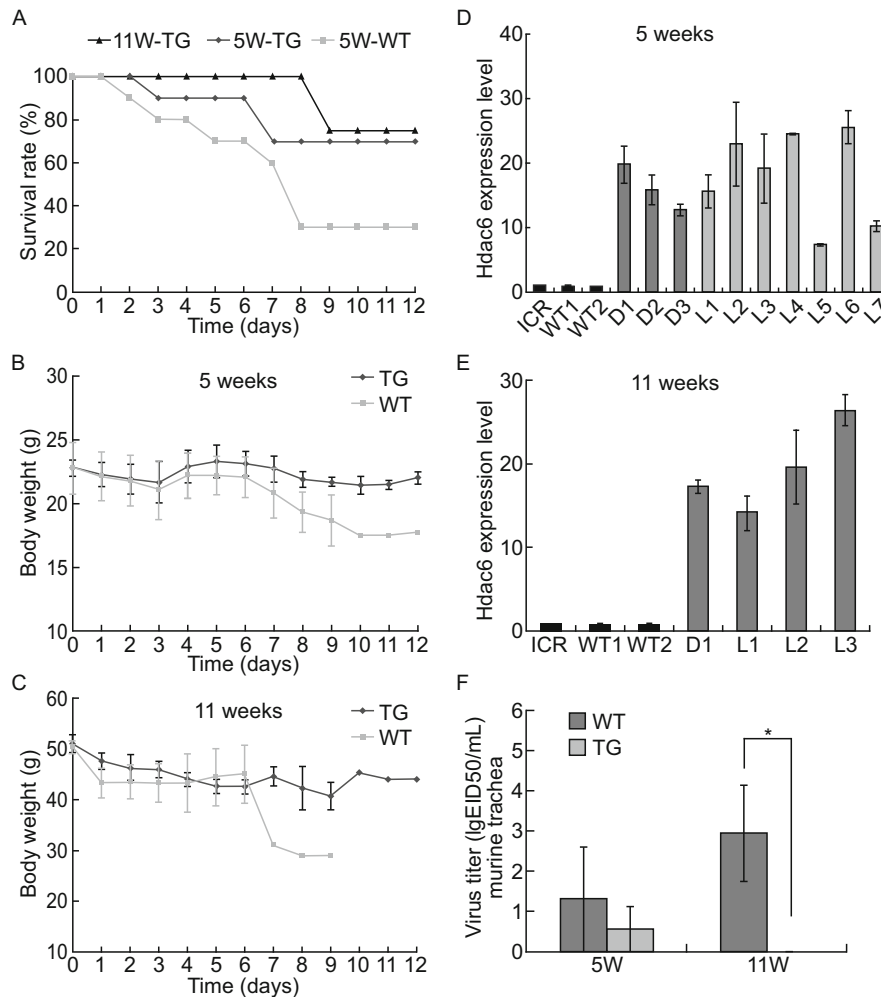 A
11W-TG 5W-TG 5W-WT
Survival rate (%)
100
80
60
40
20
0
0 1 2 3 4 5 6 7 8 9 10 11 12
Time (days)
B
5 weeks
TG
WT
Body weight (g)
30
25
20
15
10
0 1 2 3 4 5 6 7 8 9 10 11 12
Time (days)
C
11 weeks
TG
WT
Body weight (g)
60
50
40
30
20
10
0 1 2 3 4 5 6 7 8 9 10 11 12
Time (days)
D
5 weeks
Hdac6 expression level
40
30
20
10
0
ICR WT1 WT2 D1 D2 D3 L1 L2 L3 L4 L5 L6 L7
E
11 weeks
Hdac6 expression level
30
20
10
0
ICR WT1 WT2 D1 L1 L2 L3
F
WT
TG
Virus titer (lgEID50/mL)
murine trachea
6
5
4
3
2
1
0
*
5W 11W